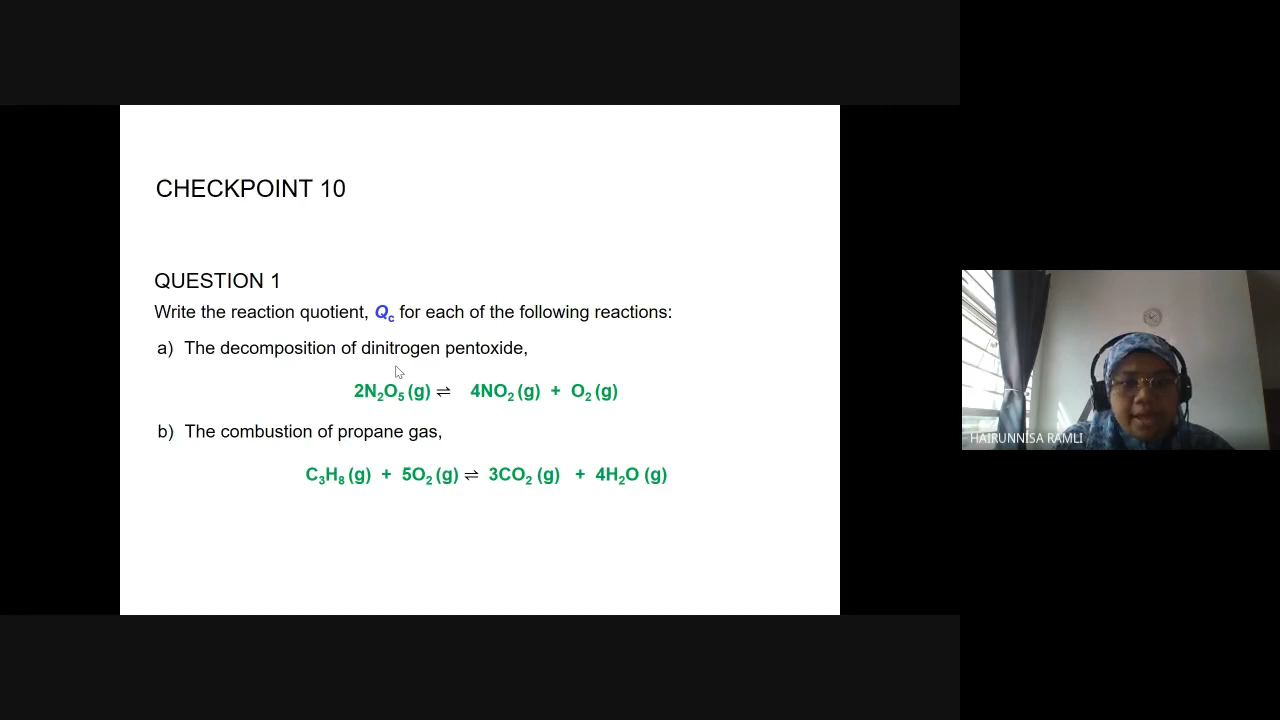 CHECKPOINT 10
QUESTION 1
Write the reaction quotient, Qc for each of the following reactions:
a) The decomposition of dinitrogen pentoxide,
2N₂O₅ (g) ⇌ 4NO₂ (g) + O₂ (g)
b) The combustion of propane gas,
C₃H₈ (g) + 5O₂ (g) ⇌ 3CO₂ (g) + 4H₂O (g)
HAIRUNNISA RAMLI